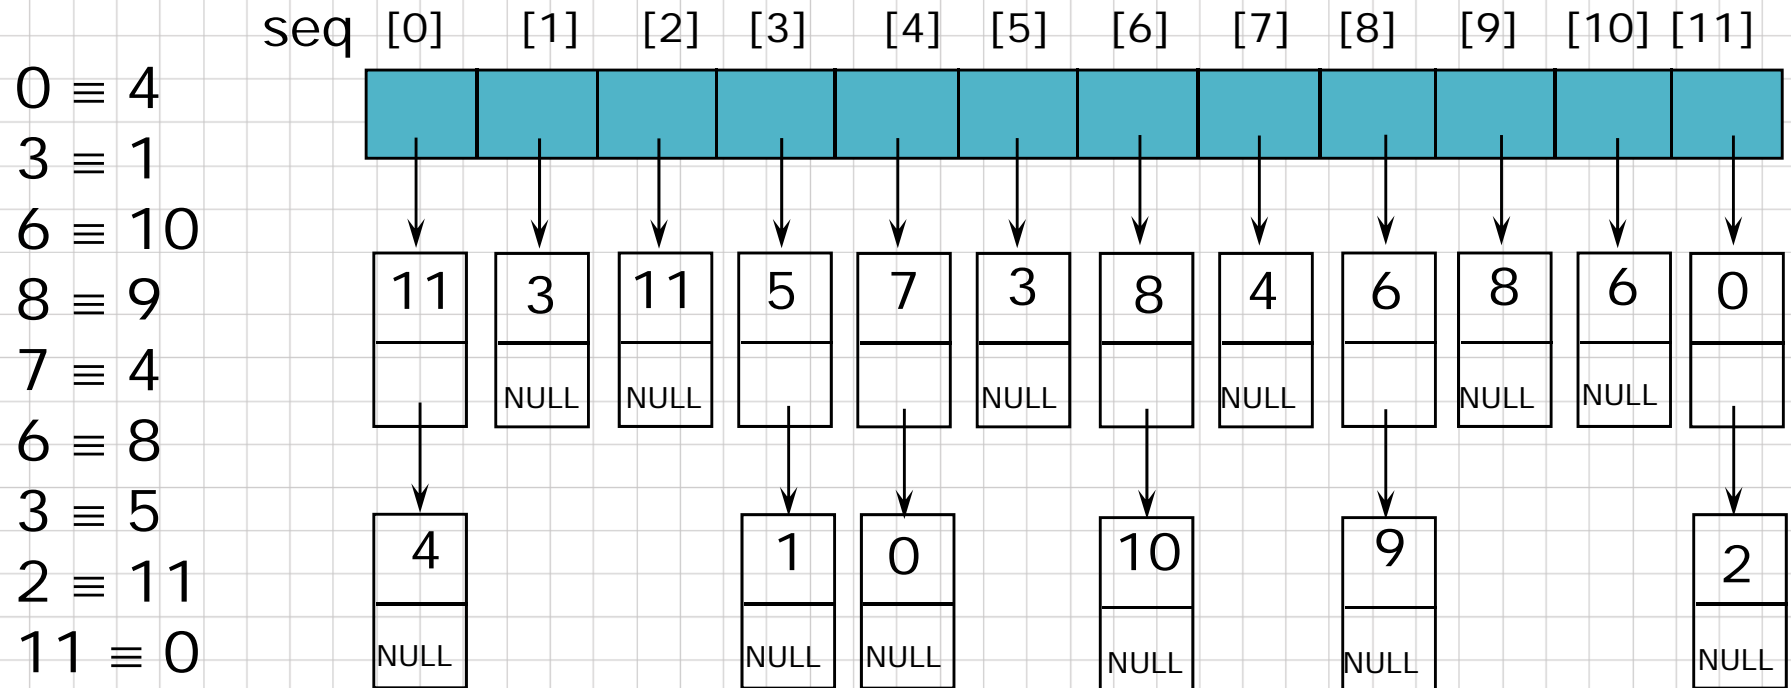 seq [0] [1] [2] [3] [4] [5] [6] [7] [8] [9] [10] [11]
0 ≡ 4
3 ≡ 1
6 ≡ 10
8 ≡ 9
7 ≡ 4
6 ≡ 8
3 ≡ 5
2 ≡ 11
11 ≡ 0
11 3 11 5 7 3 8 4 6 8 6 0
NULL NULL NULL NULL NULL NULL
4 1 0 10 9 2
NULL NULL NULL NULL NULL NULL